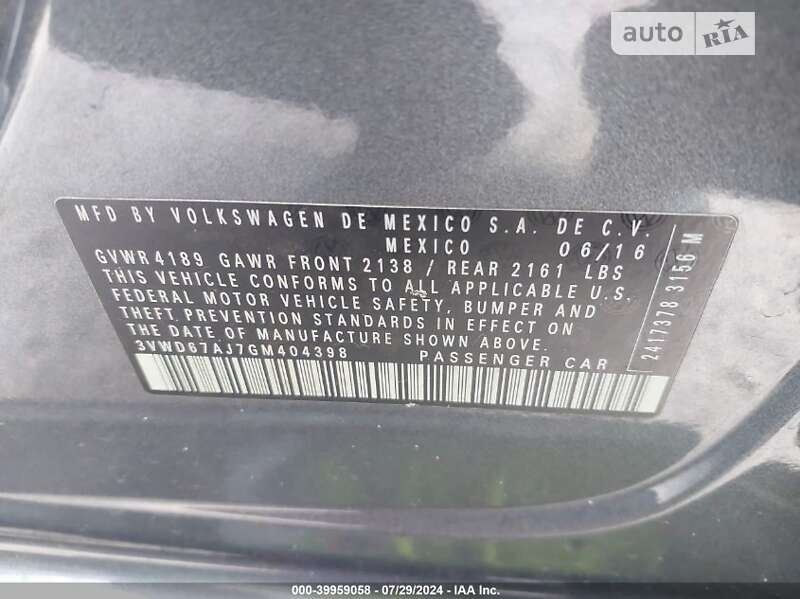 auto RIA
MFD BY VOLKSWAGEN DE MEXICO S.A. DE C.V.
MEXICO 06/16
GVWR 4189 GAWR FRONT 2138 / REAR 2161 LBS
THIS VEHICLE CONFORMS TO ALL APPLICABLE U.S.
FEDERAL MOTOR VEHICLE SAFETY, BUMPER AND
THEFT PREVENTION STANDARDS IN EFFECT ON
THE DATE OF MANUFACTURE SHOWN ABOVE.
3VWD67AJ7GM404398 PASSENGER CAR
2417378 3156 M
000-39959058 - 07/29/2024 - IAA Inc.